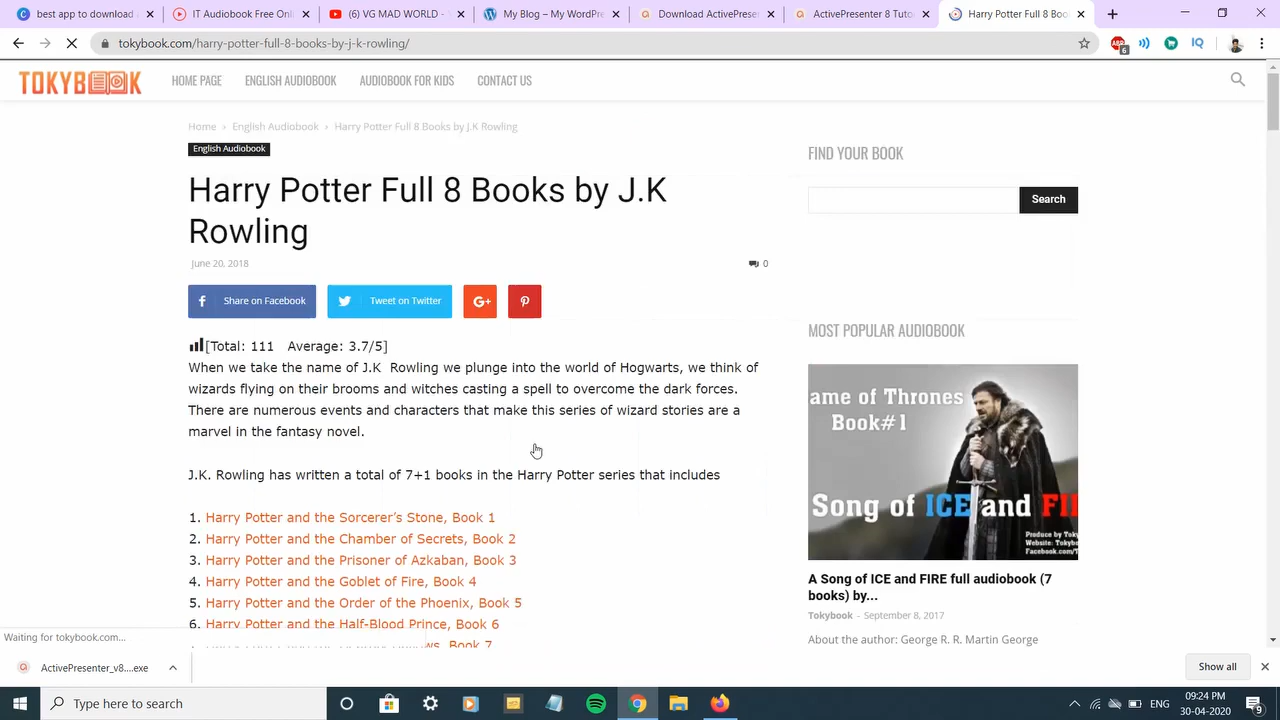 best places to download
IT Audiobook
Blog – My WordPre
Download ActivePreser
ActivePresenter 8 Rele
Harry Potter Full 8 Boo
tokybook.com/harry-potter-full-8-books-by-j-k-rowling/
6
IQ
TOKYBOOK
HOME PAGE
ENGLISH AUDIOBOOK
AUDIOBOOK FOR KIDS
CONTACT US
Home › English Audiobook › Harry Potter Full 8 Books by J.K Rowling
English Audiobook
Harry Potter Full 8 Books by J.K
Rowling
June 20, 2018
0
Share on Facebook
Tweet on Twitter
G+
[Total: 111 Average: 3.7/5]
When we take the name of J.K Rowling we plunge into the world of Hogwarts, we think of
wizards flying on their brooms and witches casting a spell to overcome the dark forces.
There are numerous events and characters that make this series of wizard stories are a
marvel in the fantasy novel.
J.K. Rowling has written a total of 7+1 books in the Harry Potter series that includes
1. Harry Potter and the Sorcerer’s Stone, Book 1
2. Harry Potter and the Chamber of Secrets, Book 2
3. Harry Potter and the Prisoner of Azkaban, Book 3
4. Harry Potter and the Goblet of Fire, Book 4
5. Harry Potter and the Order of the Phoenix, Book 5
6. Harry Potter and the Half-Blood Prince, Book 6
Book 7
FIND YOUR BOOK
Search
MOST POPULAR AUDIOBOOK
ame of Thrones
Book#1
Song of ICE and FI
Produce by
Website:
Facebook.com/T
A Song of ICE and FIRE full audiobook (7
books) by...
Tokybook - September 8, 2017
About the author: George R. R. Martin George
Waiting for tokybook.com...
ActivePresenter_v8....exe
Show all
Type here to search
ENG
09:24 PM
30-04-2020
9